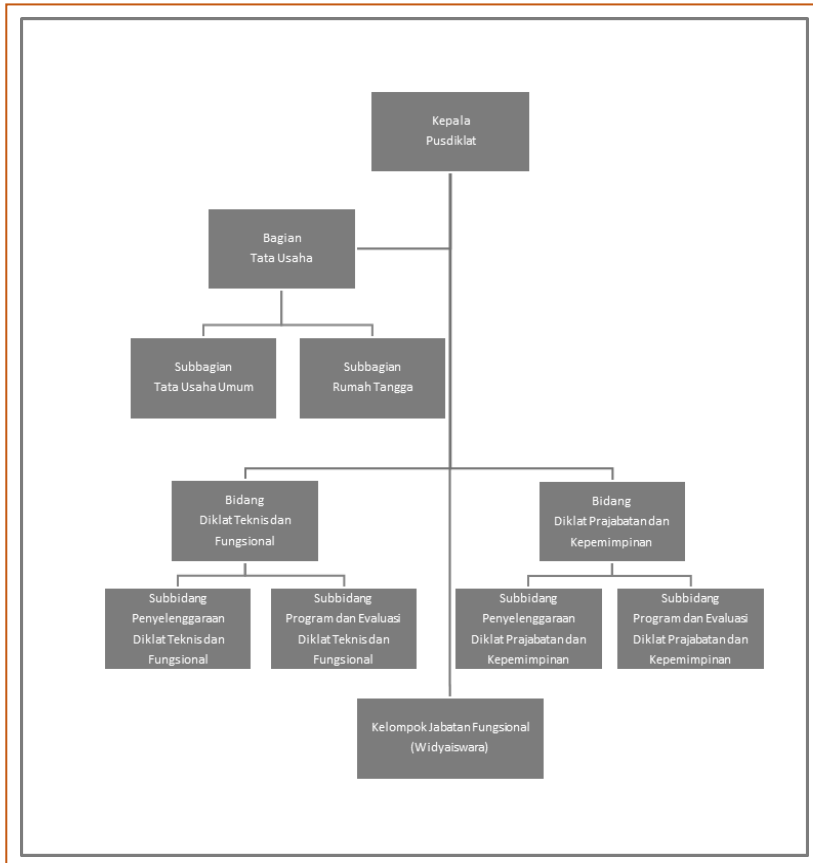 Kepala
Pusdiklat
Bagian
Tata Usaha
Subbagian
Tata Usaha Umum
Subbagian
Rumah Tangga
Bidang
Diklat Teknis dan
Fungsional
Bidang
Diklat Prajabatan dan
Kepemimpinan
Subbidang
Penyelenggaraan
Diklat Teknis dan
Fungsional
Subbidang
Program dan Evaluasi
Diklat Teknis dan
Fungsional
Subbidang
Penyelenggaraan
Diklat Prajabatan dan
Kepemimpinan
Subbidang
Program dan Evaluasi
Diklat Prajabatan dan
Kepemimpinan
Kelompok Jabatan Fungsional
(Widyaiswara)